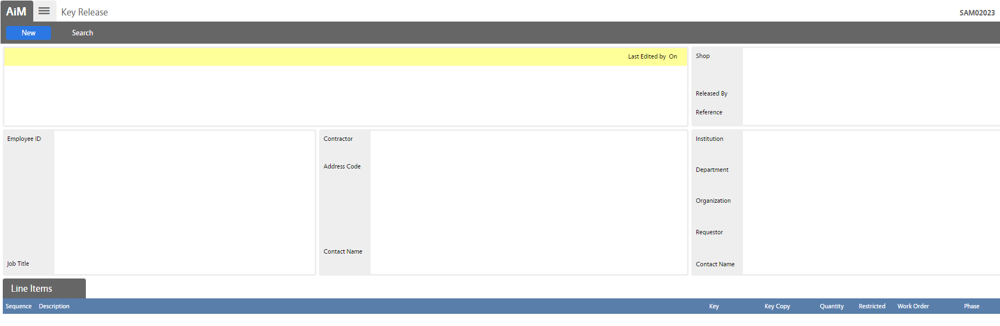 AiM Key Release SAM02023
New Search
Last Edited by On
Shop
Released By
Reference
Employee ID
Job Title
Contractor
Address Code
Contact Name
Institution
Department
Organization
Requestor
Contact Name
Line Items
Sequence Description Key Key Copy Quantity Restricted Work Order Phase